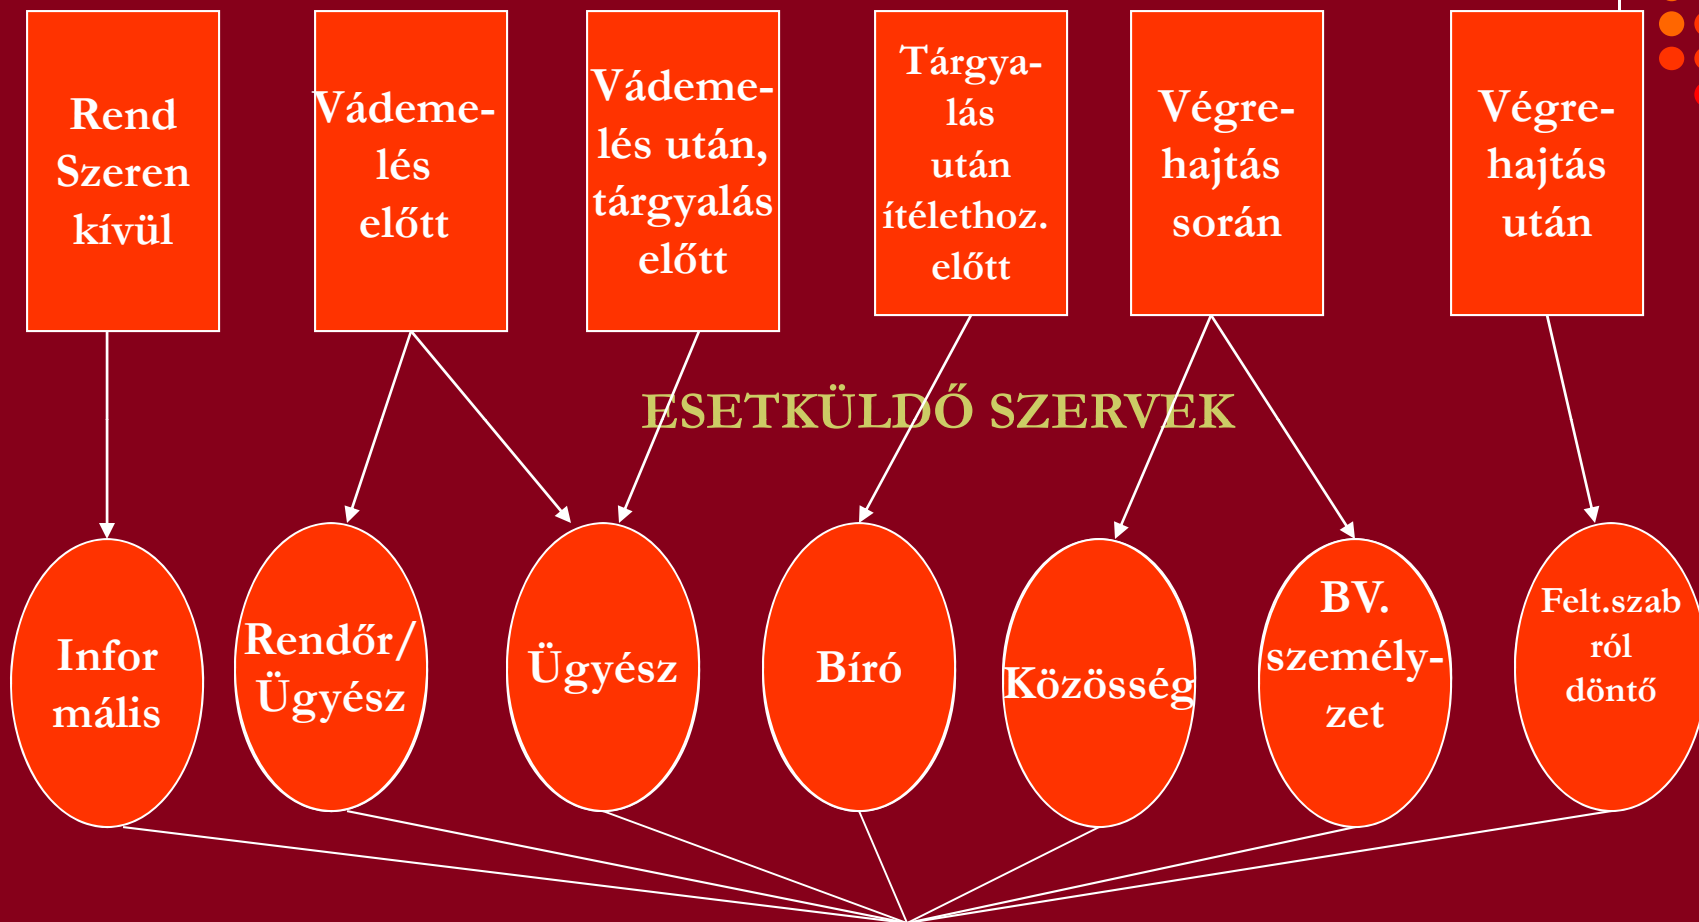 Rend
Szeren
kívül
Vádeme-
lés
előtt
Vádeme-
lés után,
tárgyalás
előtt
Tárgya-
lás
után
ítélethoz.
előtt
Végre-
hajtás
során
Végre-
hajtás
után
ESETKÜLDŐ SZERVEK
Infor
mális
Rendőr/
Ügyész
Ügyész
Bíró
Közösség
BV.
személy-
zet
Felt.szab
ról
döntő